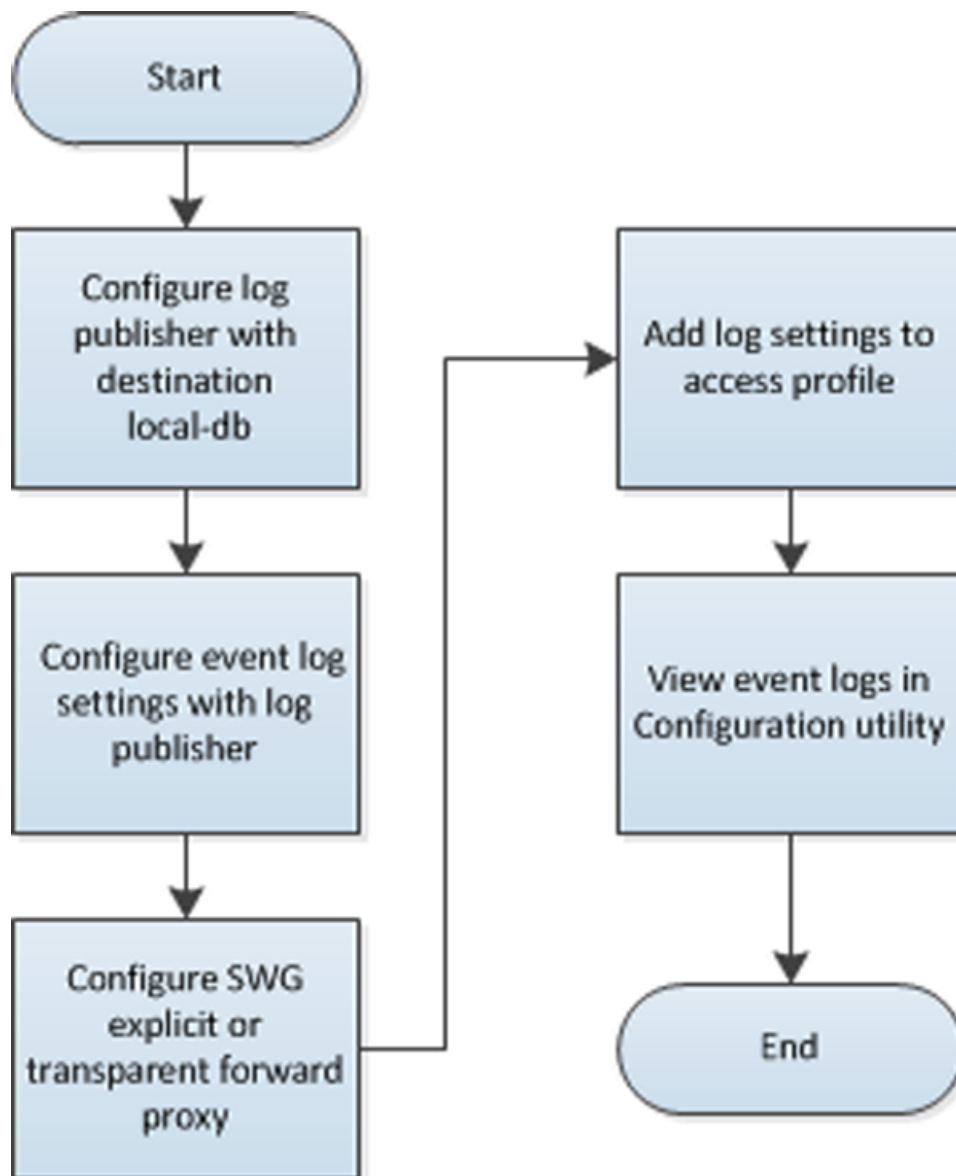 Start
Configure log
publisher with
destination
local-db
Configure event log
settings with log
publisher
Configure SWG
explicit or
transparent forward
proxy
Add log settings to
access profile
View event logs in
Configuration utility
End